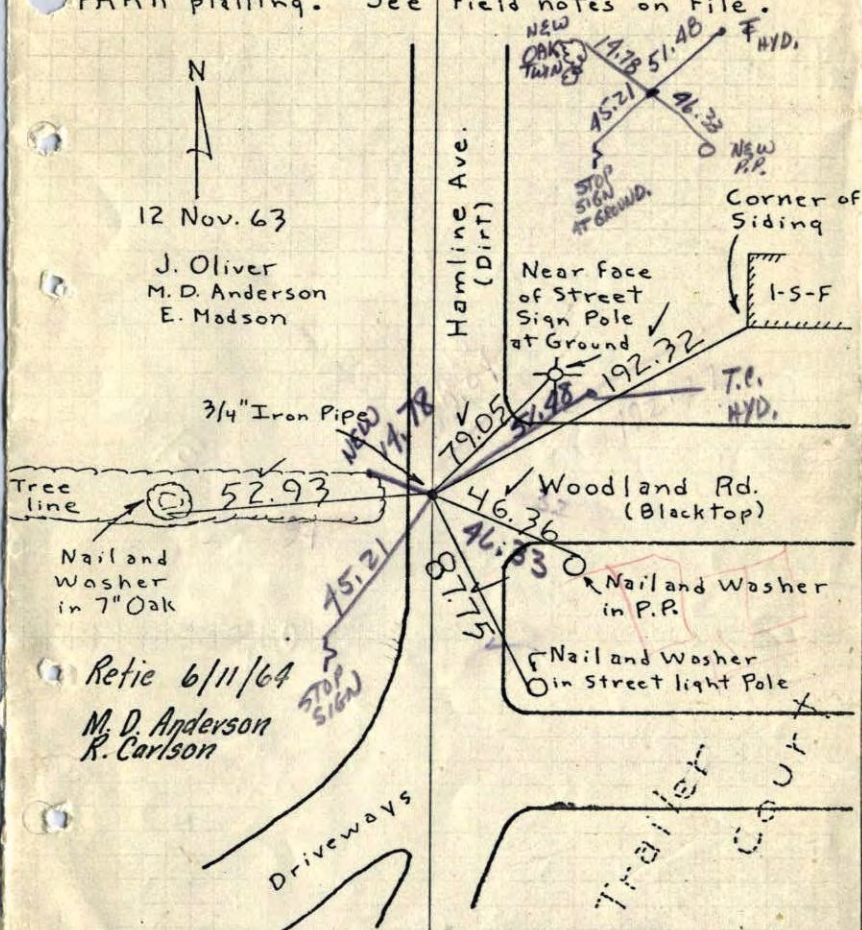 platting. See Field notes on File.
NEW
OAK
TWIN
14.78
51.48
HYD.
45.21
46.33
NEW
P.P.
STOP
SIGN
AT GROUND.
N
12 Nov. 63
J. Oliver
M. D. Anderson
E. Madson
Hamline Ave.
(Dirt)
Corner of
Siding
1-S-F
Near Face
of Street
Sign Pole
at Ground
192.32
79.05
51.48
T.C.
HYD.
3/4" Iron Pipe
NEW
14.78
Tree
line
52.93
46.36
46.33
Woodland Rd.
(Blacktop)
Nail and
Washer
in 7" Oak
45.21
87.75
Nail and Washer
in P.P.
Nail and Washer
in Street light Pole
STOP
SIGN
Retie 6/11/64
M. D. Anderson
R. Carlson
Driveways
Trailer
Court